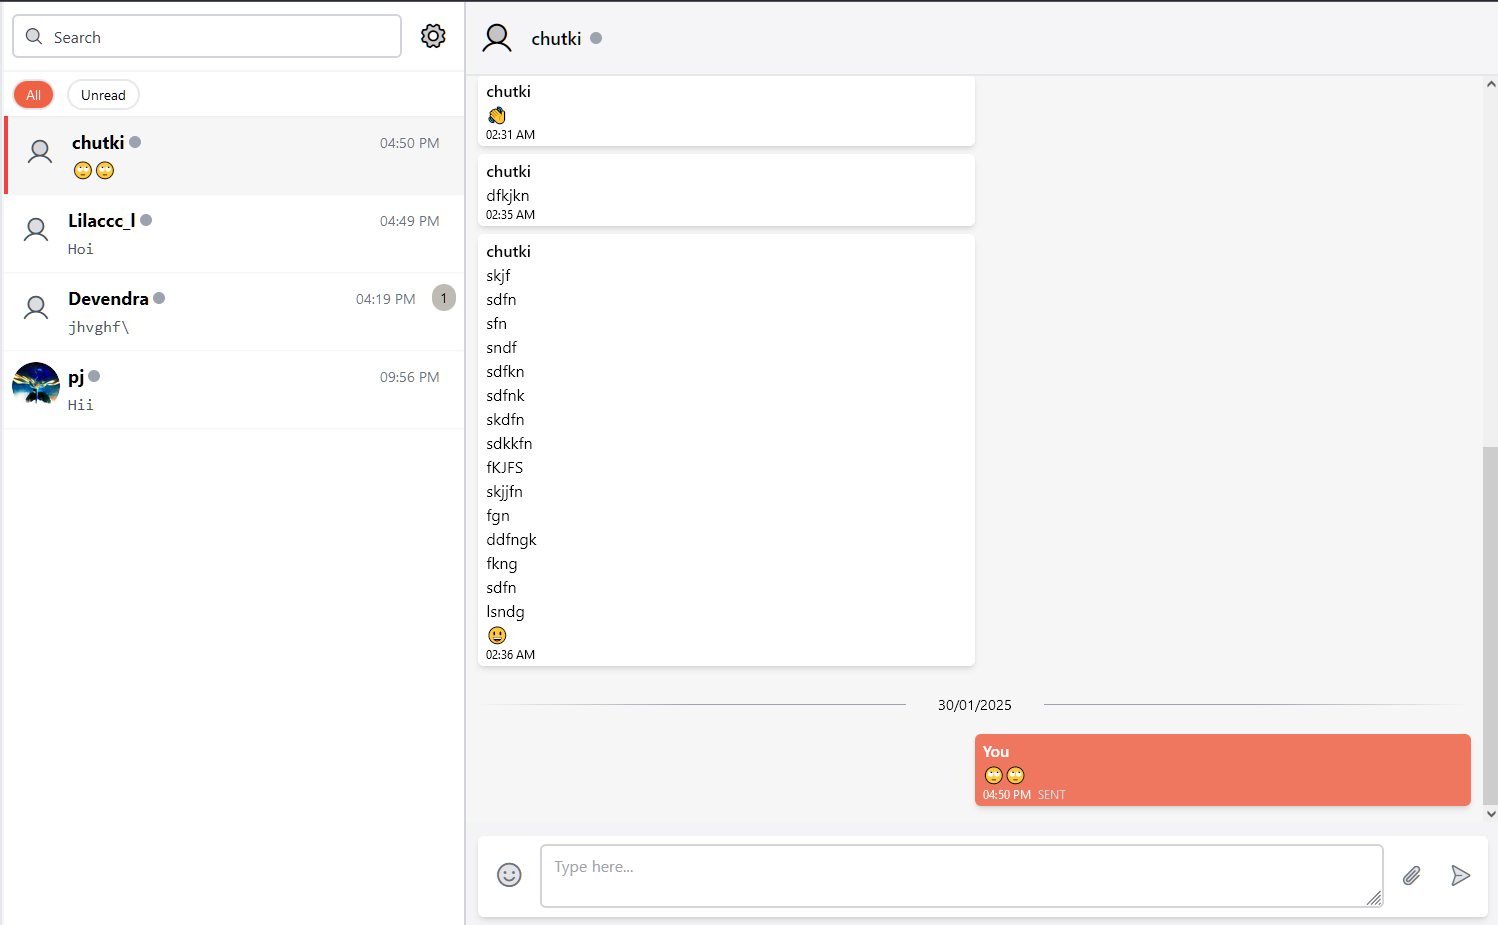 Search
All
Unread
chutki
04:50 PM
🙄🙄
Lilaccc_l
04:49 PM
Hoi
Devendra
04:19 PM
1
jhvghf\
pj
09:56 PM
Hii
chutki
chutki
👏
02:31 AM
chutki
dfkjkn
02:35 AM
chutki
skjf
sdfn
sfn
sndf
sdfkn
sdfnk
skdfn
sdkkfn
fKJFS
skjjfn
fgn
ddfngk
fkng
sdfn
lsndg
😃
02:36 AM
30/01/2025
You
🙄🙄
04:50 PM SENT
Type here...